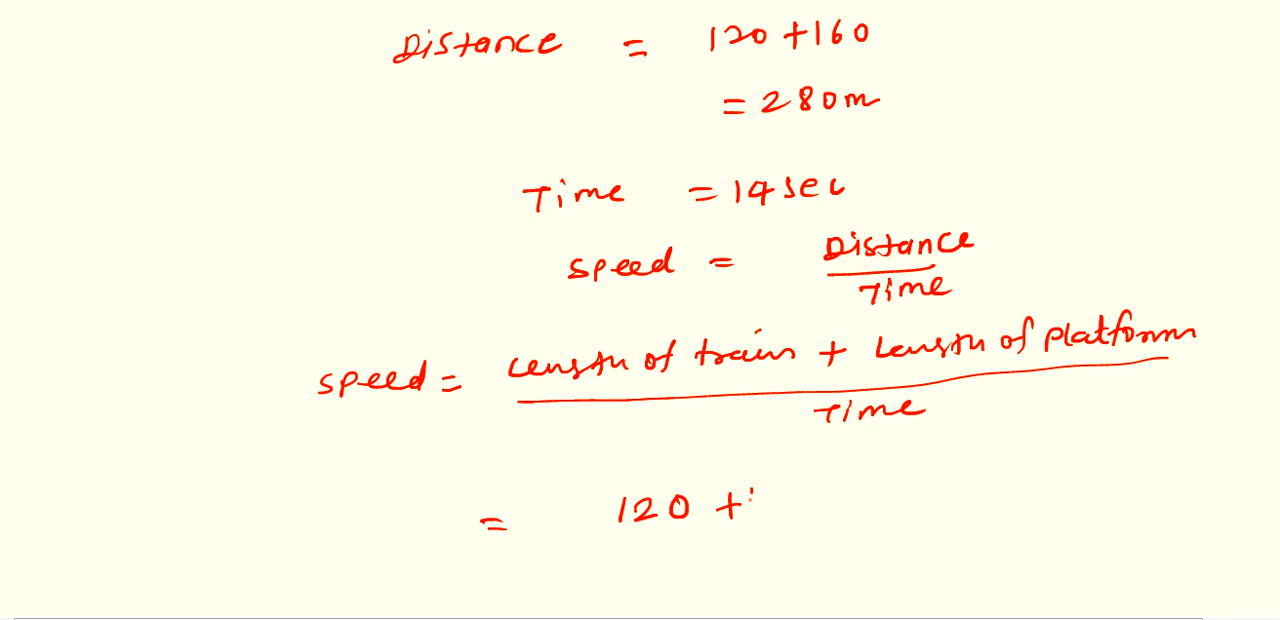 Distance = 120 + 160
= 280m
Time = 14 sec
speed = Distance / Time
speed = Length of train + Length of platform / Time
= 120 +